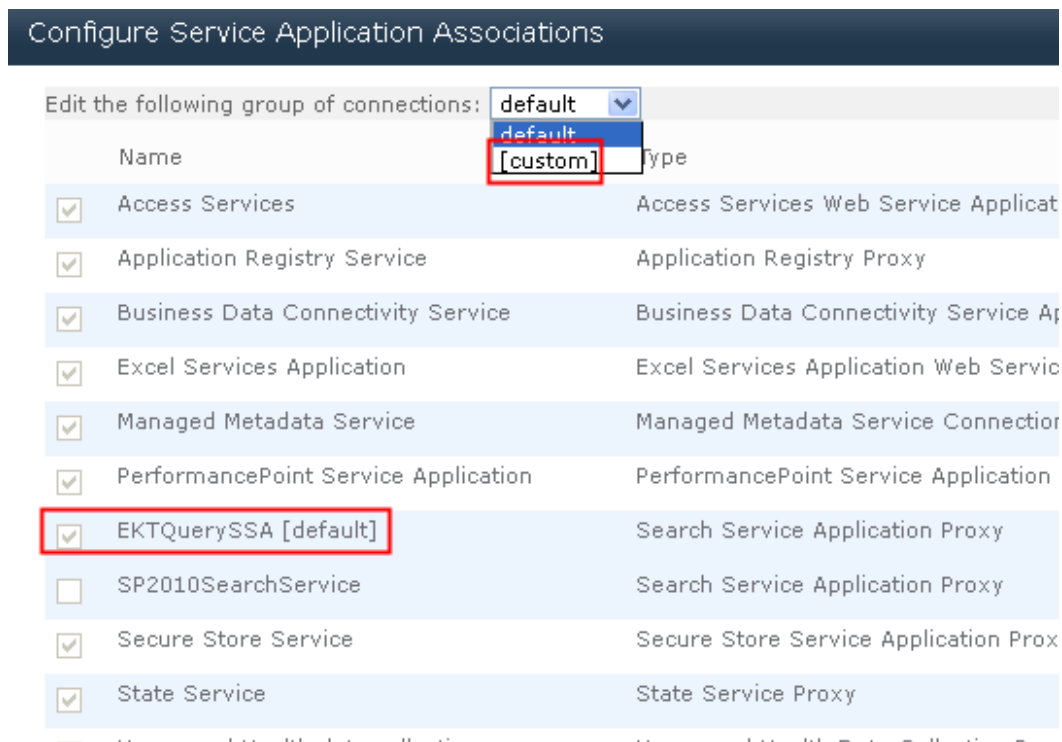 Configure Service Application Associations
Edit the following group of connections: default
default
[custom]
Name Type
Access Services Access Services Web Service Applicat
Application Registry Service Application Registry Proxy
Business Data Connectivity Service Business Data Connectivity Service Ap
Excel Services Application Excel Services Application Web Servic
Managed Metadata Service Managed Metadata Service Connection
PerformancePoint Service Application PerformancePoint Service Application
EKTQuerySSA [default] Search Service Application Proxy
SP2010SearchService Search Service Application Proxy
Secure Store Service Secure Store Service Application Prox
State Service State Service Proxy